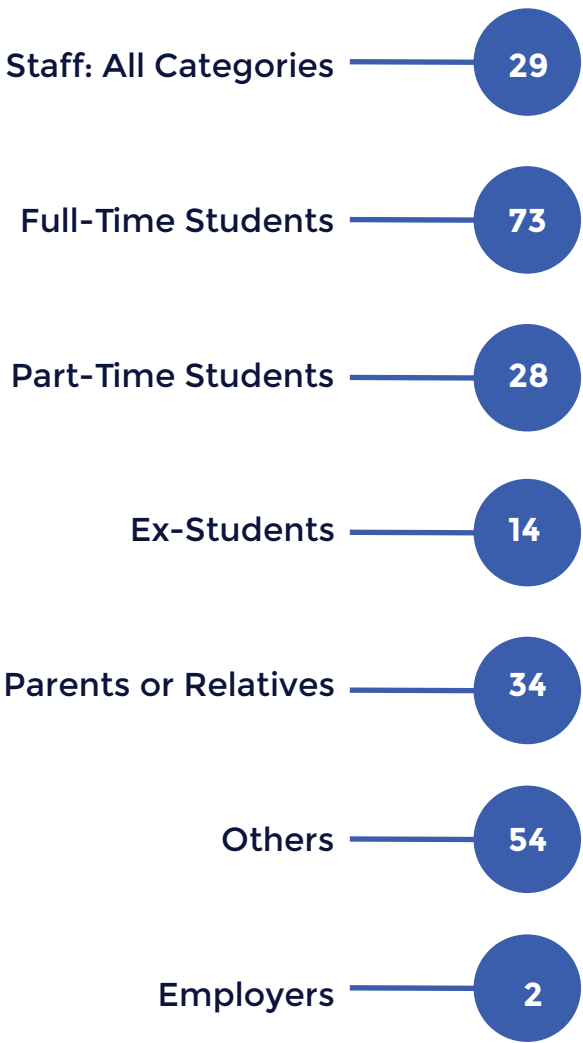 Staff: All Categories 29
Full-Time Students 73
Part-Time Students 28
Ex-Students 14
Parents or Relatives 34
Others 54
Employers 2